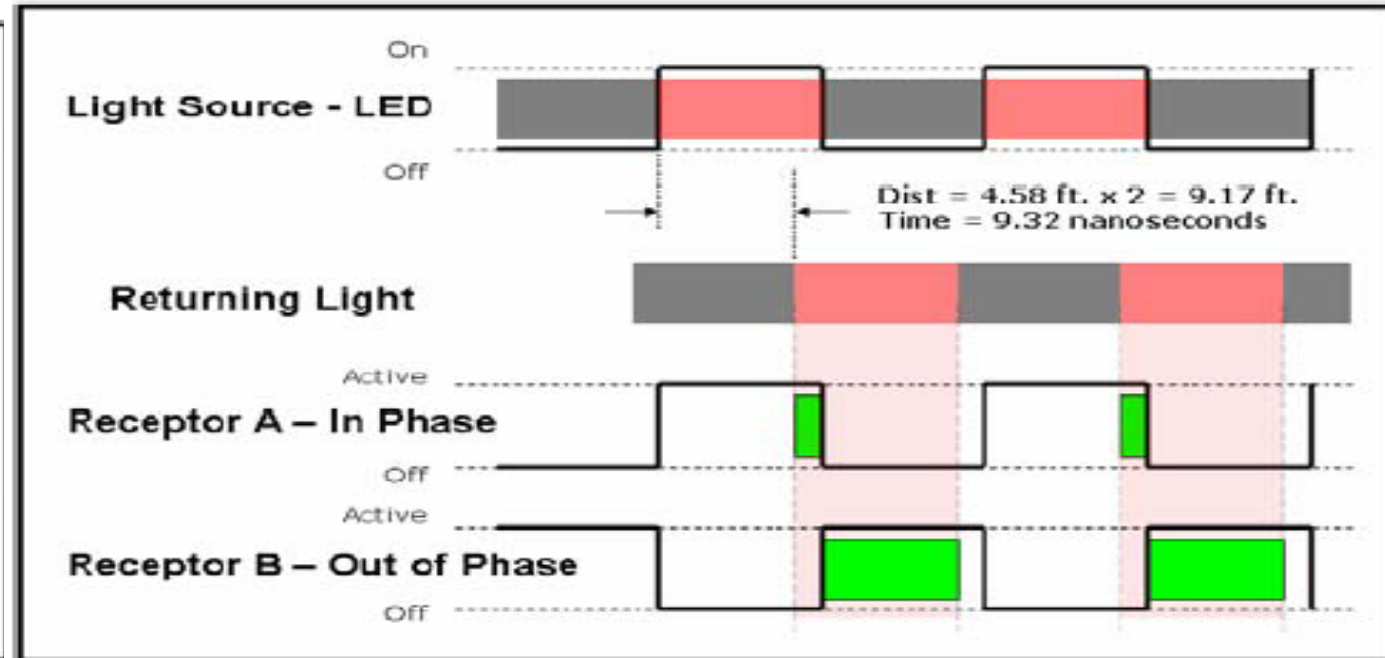 On
Light Source - LED
Off
Dist = 4.58 ft. x 2 = 9.17 ft.
Time = 9.32 nanoseconds
Returning Light
Active
Receptor A – In Phase
Off
Active
Receptor B – Out of Phase
Off